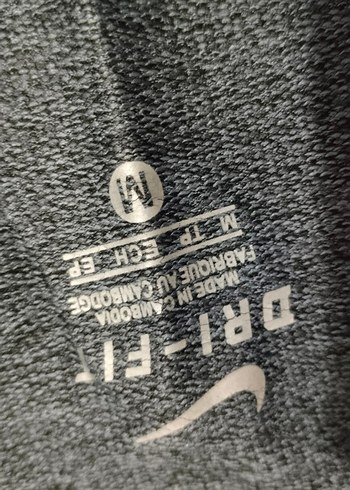 DRI-FIT
MADE IN CAMBODIA
FABRIQUE AU CAMBODGE
M TP ECH EP
M